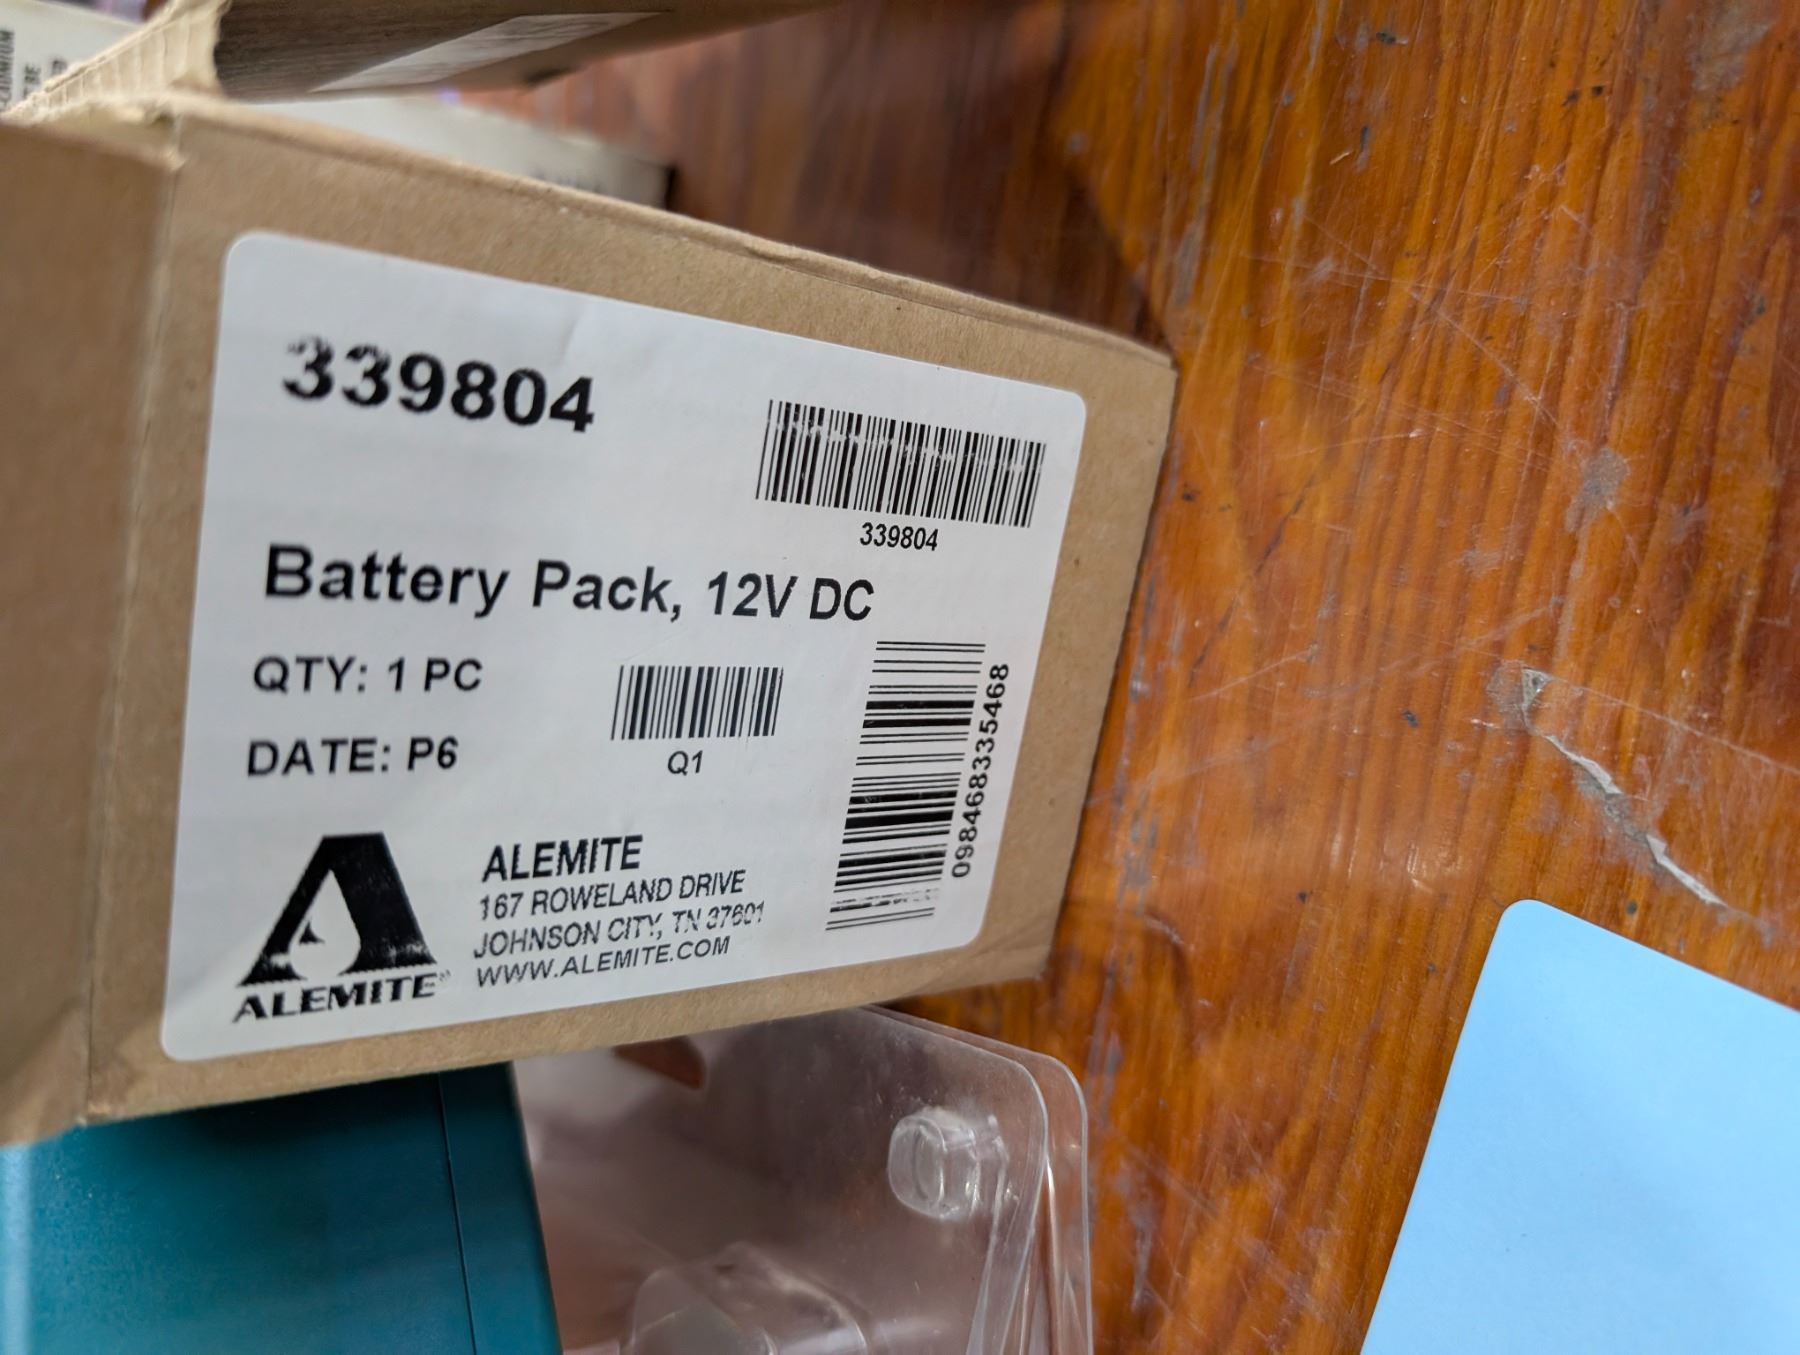 339804
339804
Battery Pack, 12V DC
QTY: 1 PC
DATE: P6
Q1
098468335468
ALEMITE
167 ROWELAND DRIVE
JOHNSON CITY, TN 37601
WWW.ALEMITE.COM
ALEMITE®